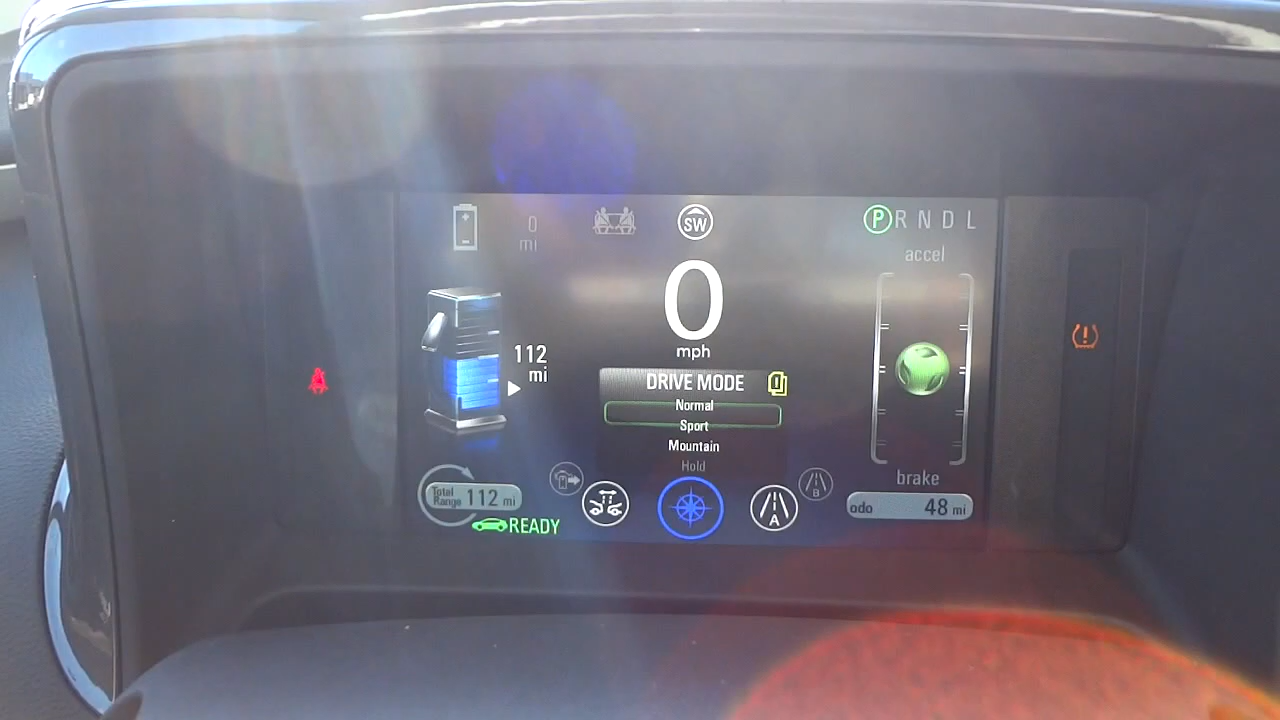 0
mi
SW
P R N D L
accel
0
mph
112
mi
DRIVE MODE
Normal
Sport
Mountain
Hold
Total
Range 112 mi
READY
A
B
brake
odo 48 mi